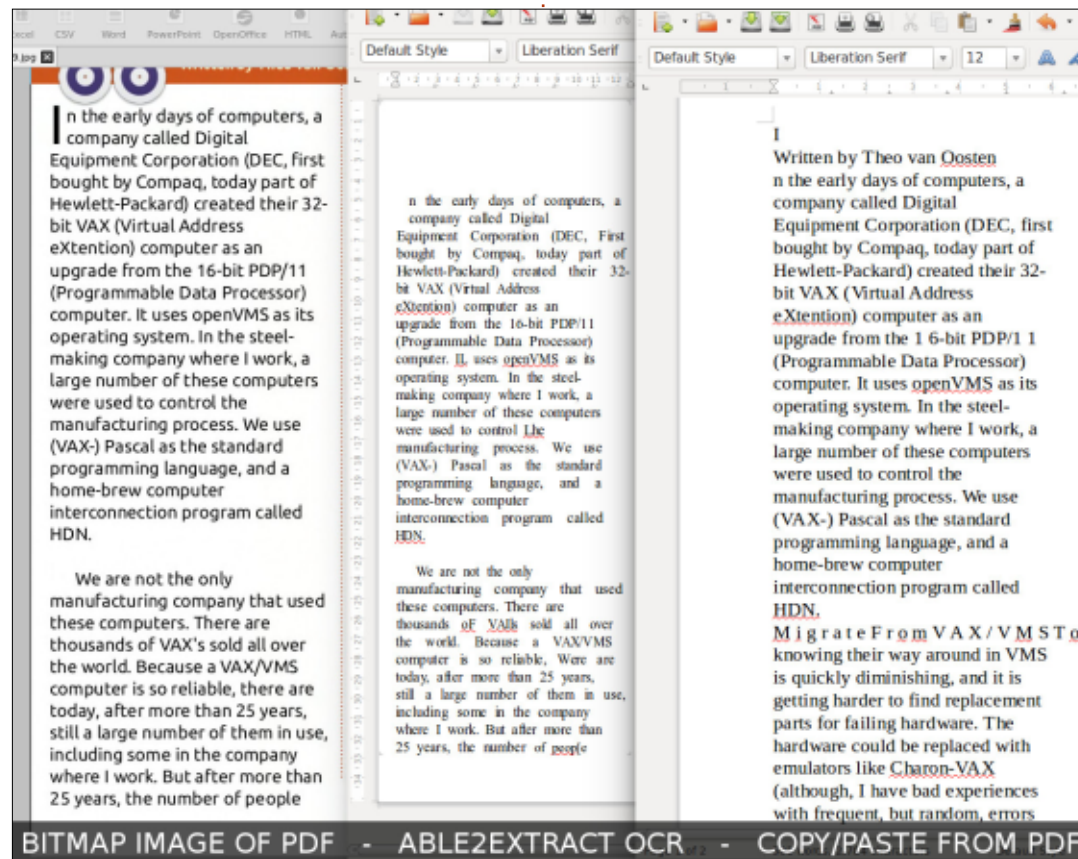 Excel CSV Word PowerPoint OpenOffice HTML
9.jpg
n the early days of computers, a
I company called Digital
Equipment Corporation (DEC, first
bought by Compaq, today part of
Hewlett-Packard) created their 32-
bit VAX (Virtual Address
eXtention) computer as an
upgrade from the 16-bit PDP/11
(Programmable Data Processor)
computer. It uses openVMS as its
operating system. In the steel-
making company where I work, a
large number of these computers
were used to control the
manufacturing process. We use
(VAX-) Pascal as the standard
programming language, and a
home-brew computer
interconnection program called
HDN.
We are not the only
manufacturing company that used
these computers. There are
thousands of VAX's sold all over
the world. Because a VAX/VMS
computer is so reliable, there are
today, after more than 25 years,
still a large number of them in use,
including some in the company
where I work. But after more than
25 years, the number of people
Default Style Liberation Serif
n the early days of computers, a
company called Digital
Equipment Corporation (DEC, First
bought by Compaq, today part of
Hewlett-Packard) created their 32-
bit VAX (Virtual Address
eXtention) computer as an
upgrade from the 16-bit PDP/11
(Programmable Data Processor)
computer. IL uses openVMS as its
operating system. In the steel-
making company where I work, a
large number of these computers
were used to control Lhe
manufacturing process. We use
(VAX-) Pascal as the standard
programming language, and a
home-brew computer
interconnection program called
HDN.
We are not the only
manufacturing company that used
these computers. There are
thousands oF VAIls sold all over
the world. Because a VAX/VMS
computer is so reliable, Were are
today, after more than 25 years,
still a large number of them in use,
including some in the company
where I work. But after more than
25 years, the number of peop(e
Default Style Liberation Serif 12
I
Written by Theo van Oosten
n the early days of computers, a
company called Digital
Equipment Corporation (DEC, first
bought by Compaq, today part of
Hewlett-Packard) created their 32-
bit VAX (Virtual Address
eXtention) computer as an
upgrade from the 1 6-bit PDP/1 1
(Programmable Data Processor)
computer. It uses openVMS as its
operating system. In the steel-
making company where I work, a
large number of these computers
were used to control the
manufacturing process. We use
(VAX-) Pascal as the standard
programming language, and a
home-brew computer
interconnection program called
HDN.
M i g r a t e F r o m V A X / V M S T o
knowing their way around in VMS
is quickly diminishing, and it is
getting harder to find replacement
parts for failing hardware. The
hardware could be replaced with
emulators like Charon-VAX
(although, I have bad experiences
with frequent, but random, errors
BITMAP IMAGE OF PDF - ABLE2EXTRACT OCR - COPY/PASTE FROM PDF